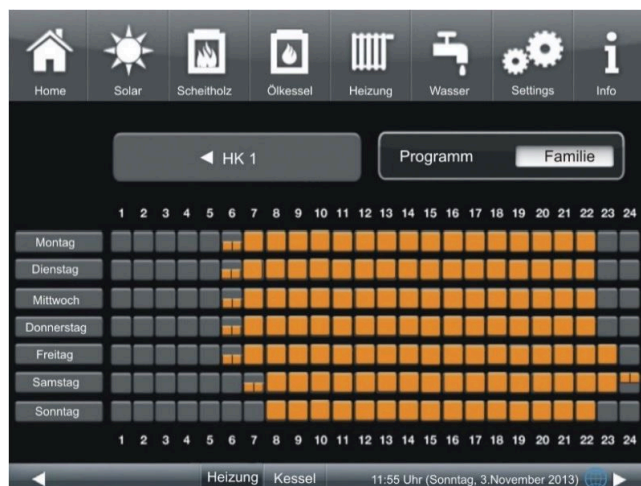 Home Solar Scheitholz Ölkessel Heizung Wasser Settings Info
HK 1 Programm Familie
1 2 3 4 5 6 7 8 9 10 11 12 13 14 15 16 17 18 19 20 21 22 23 24
Montag
Dienstag
Mittwoch
Donnerstag
Freitag
Samstag
Sonntag
1 2 3 4 5 6 7 8 9 10 11 12 13 14 15 16 17 18 19 20 21 22 23 24
Heizung Kessel 11:55 Uhr (Sonntag, 3.November 2013)